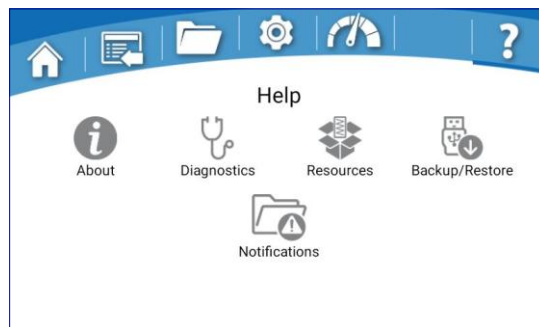 ?
Help
About
Diagnostics
Resources
Backup/Restore
Notifications